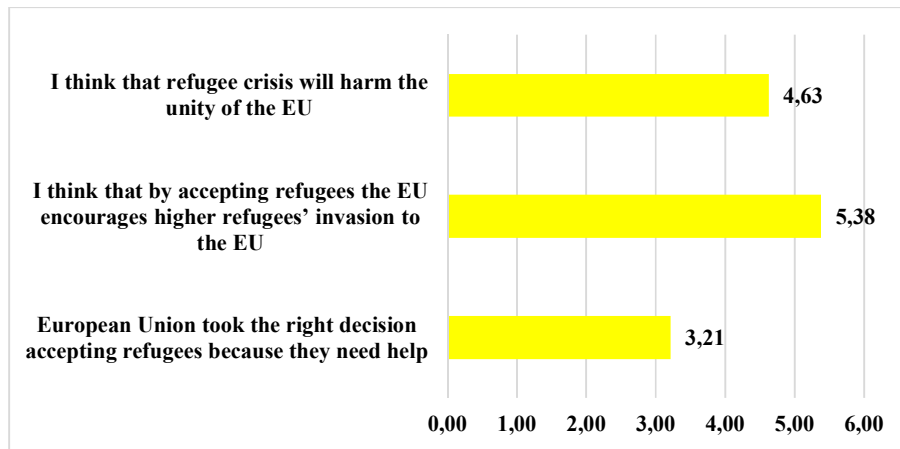 I think that refugee crisis will harm the
unity of the EU
4,63
I think that by accepting refugees the EU
encourages higher refugees’ invasion to
the EU
5,38
European Union took the right decision
accepting refugees because they need help
3,21
0,00 1,00 2,00 3,00 4,00 5,00 6,00